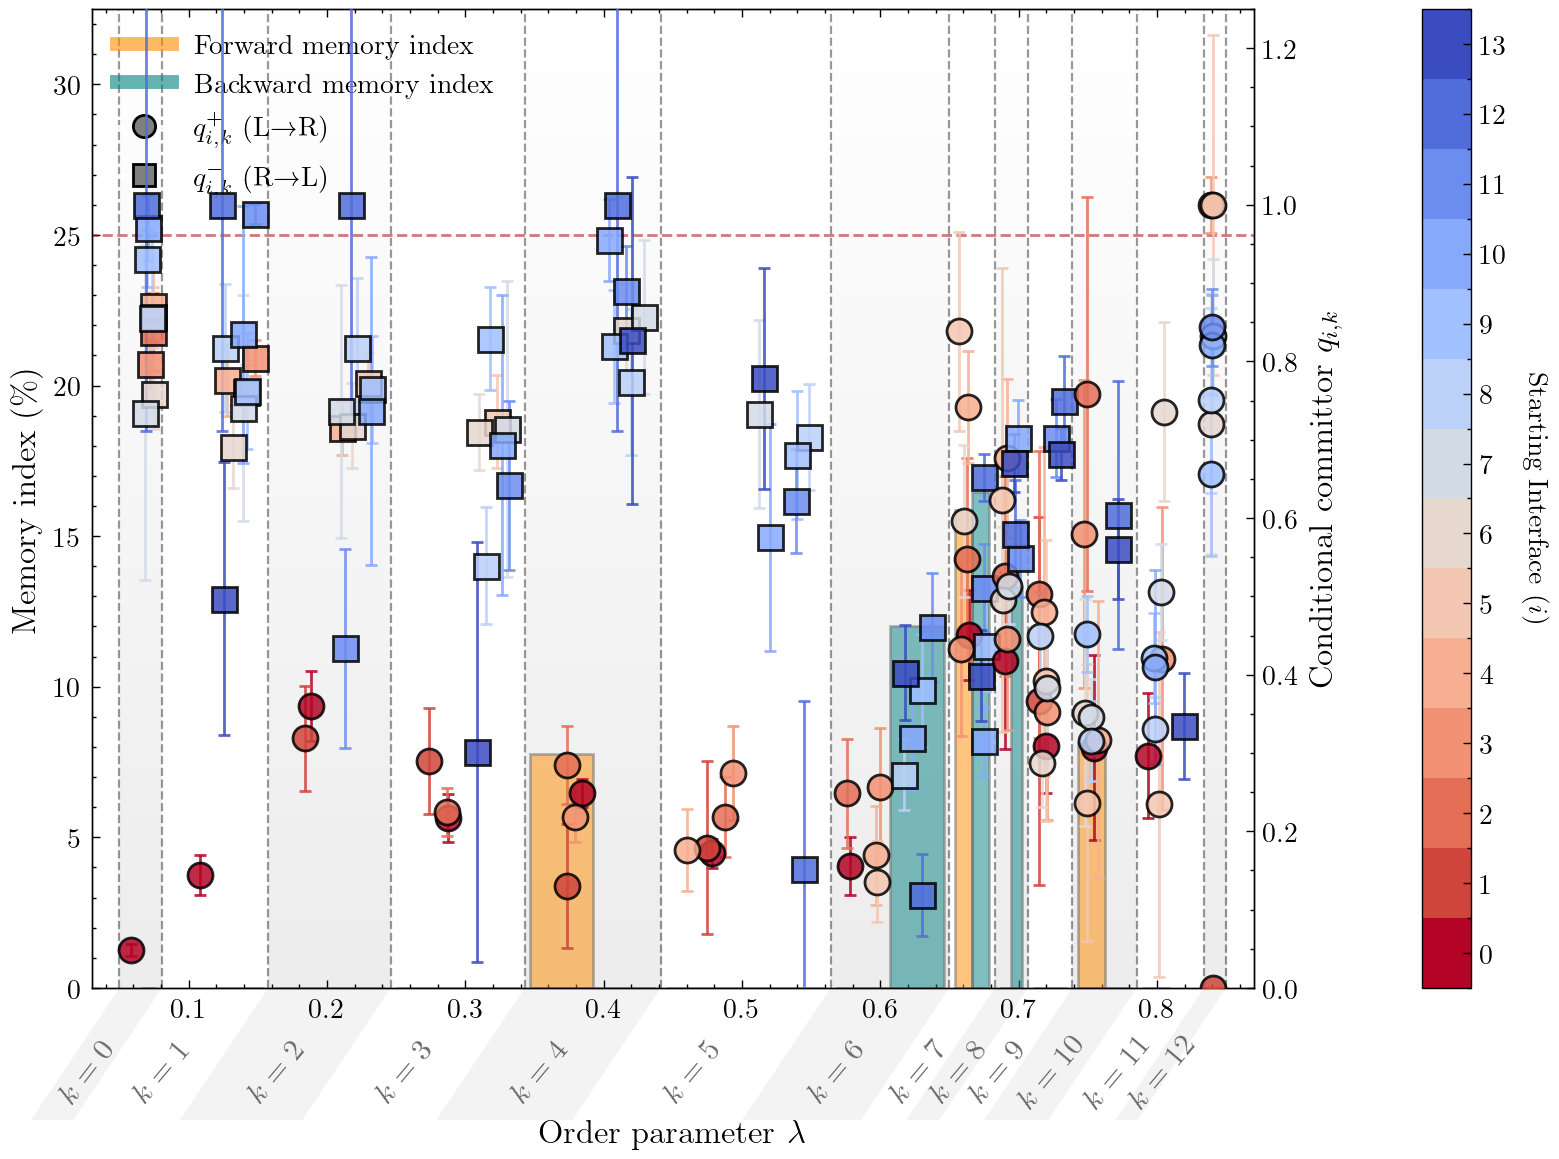 Forward memory index
Backward memory index
q⁺ᵢ,ₖ (L→R)
q⁻ᵢ,ₖ (R→L)
Memory index (%)
30
25
20
15
10
5
0
0.1
0.2
0.3
0.4
0.5
0.6
0.7
0.8
k = 0
k = 1
k = 2
k = 3
k = 4
k = 5
k = 6
k = 7
k = 8
k = 9
k = 10
k = 11
k = 12
Order parameter λ
1.2
1.0
0.8
0.6
0.4
0.2
0.0
Conditional committor qᵢ,ₖ
13
12
11
10
9
8
7
6
5
4
3
2
1
0
Starting Interface (i)